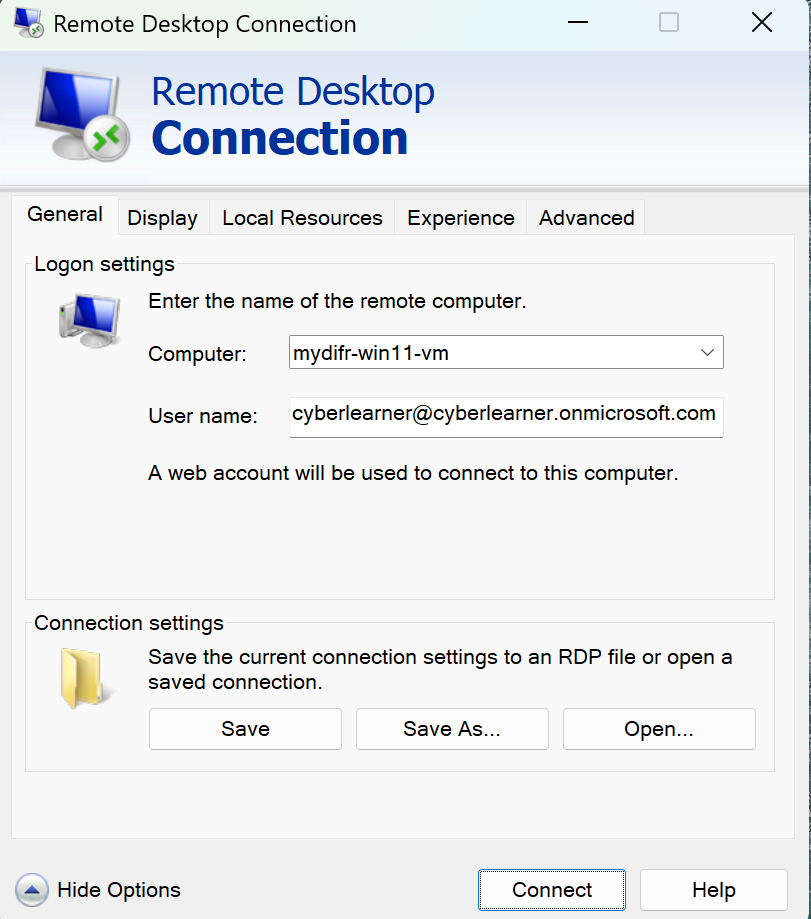 Remote Desktop Connection
Remote Desktop
Connection
General
Display
Local Resources
Experience
Advanced
Logon settings
Enter the name of the remote computer.
Computer:
mydifr-win11-vm
User name:
cyberlearner@cyberlearner.onmicrosoft.com
A web account will be used to connect to this computer.
Connection settings
Save the current connection settings to an RDP file or open a
saved connection.
Save
Save As...
Open...
Hide Options
Connect
Help